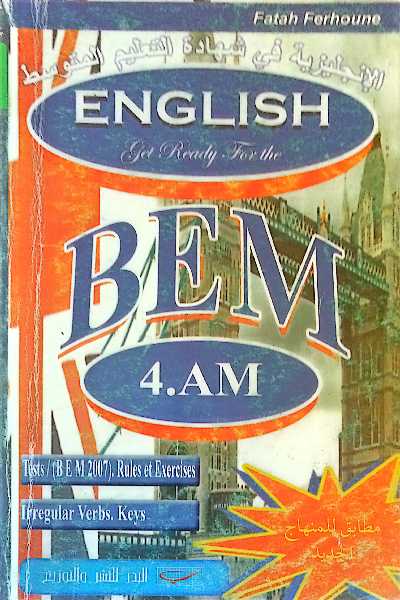 Fatah Ferhoune
الإنجليزية في شهادة التعليم المتوسط
ENGLISH
Get Ready For the
BEM
4.AM
Tests / (B E M 2007). Rules et Exercises
Irregular Verbs. Keys
مطابق للمنهاج
الجديد
البدر للنشر والتوزيع